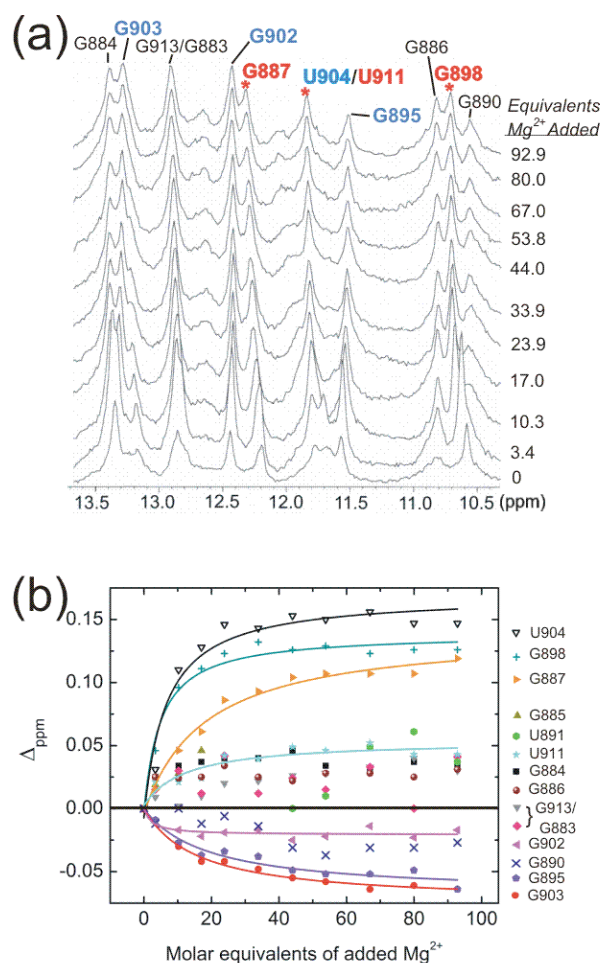 (a)
G884
G903
G913/G883
G902
G887
U904/U911
G895
G886
G898
G890
Equivalents
Mg2+ Added
92.9
80.0
67.0
53.8
44.0
33.9
23.9
17.0
10.3
3.4
0
13.5 13.0 12.5 12.0 11.5 11.0 10.5 (ppm)
* * *
(b)
Δppm
0.15
0.10
0.05
0.00
-0.05
0 20 40 60 80 100
Molar equivalents of added Mg2+
U904
G898
G887
G885
U891
U911
G884
G886
G913/
G883
G902
G890
G895
G903